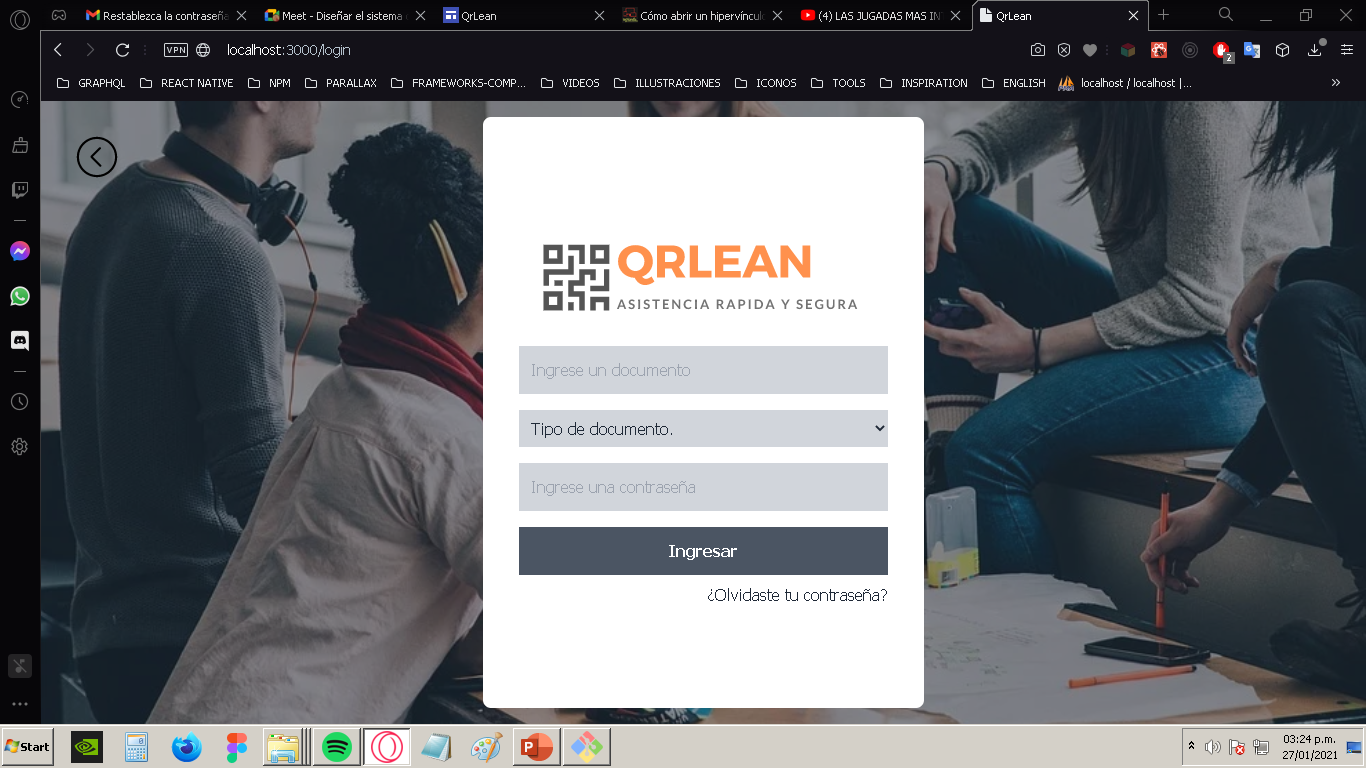 Restablezca la contraseña
Meet - Diseñar el sistema
QrLean
Cómo abrir un hipervínculo
(4) LAS JUGADAS MAS IN
QrLean
VPN
localhost:3000/login
2
GRAPHQL
REACT NATIVE
NPM
PARALLAX
FRAMEWORKS-COMP...
VIDEOS
ILLUSTRACIONES
ICONOS
TOOLS
INSPIRATION
ENGLISH
localhost / localhost |...
QRLEAN
ASISTENCIA RAPIDA Y SEGURA
Ingrese un documento
Tipo de documento.
Ingrese una contraseña
Ingresar
¿Olvidaste tu contraseña?
Start
03:24 p.m.
27/01/2021